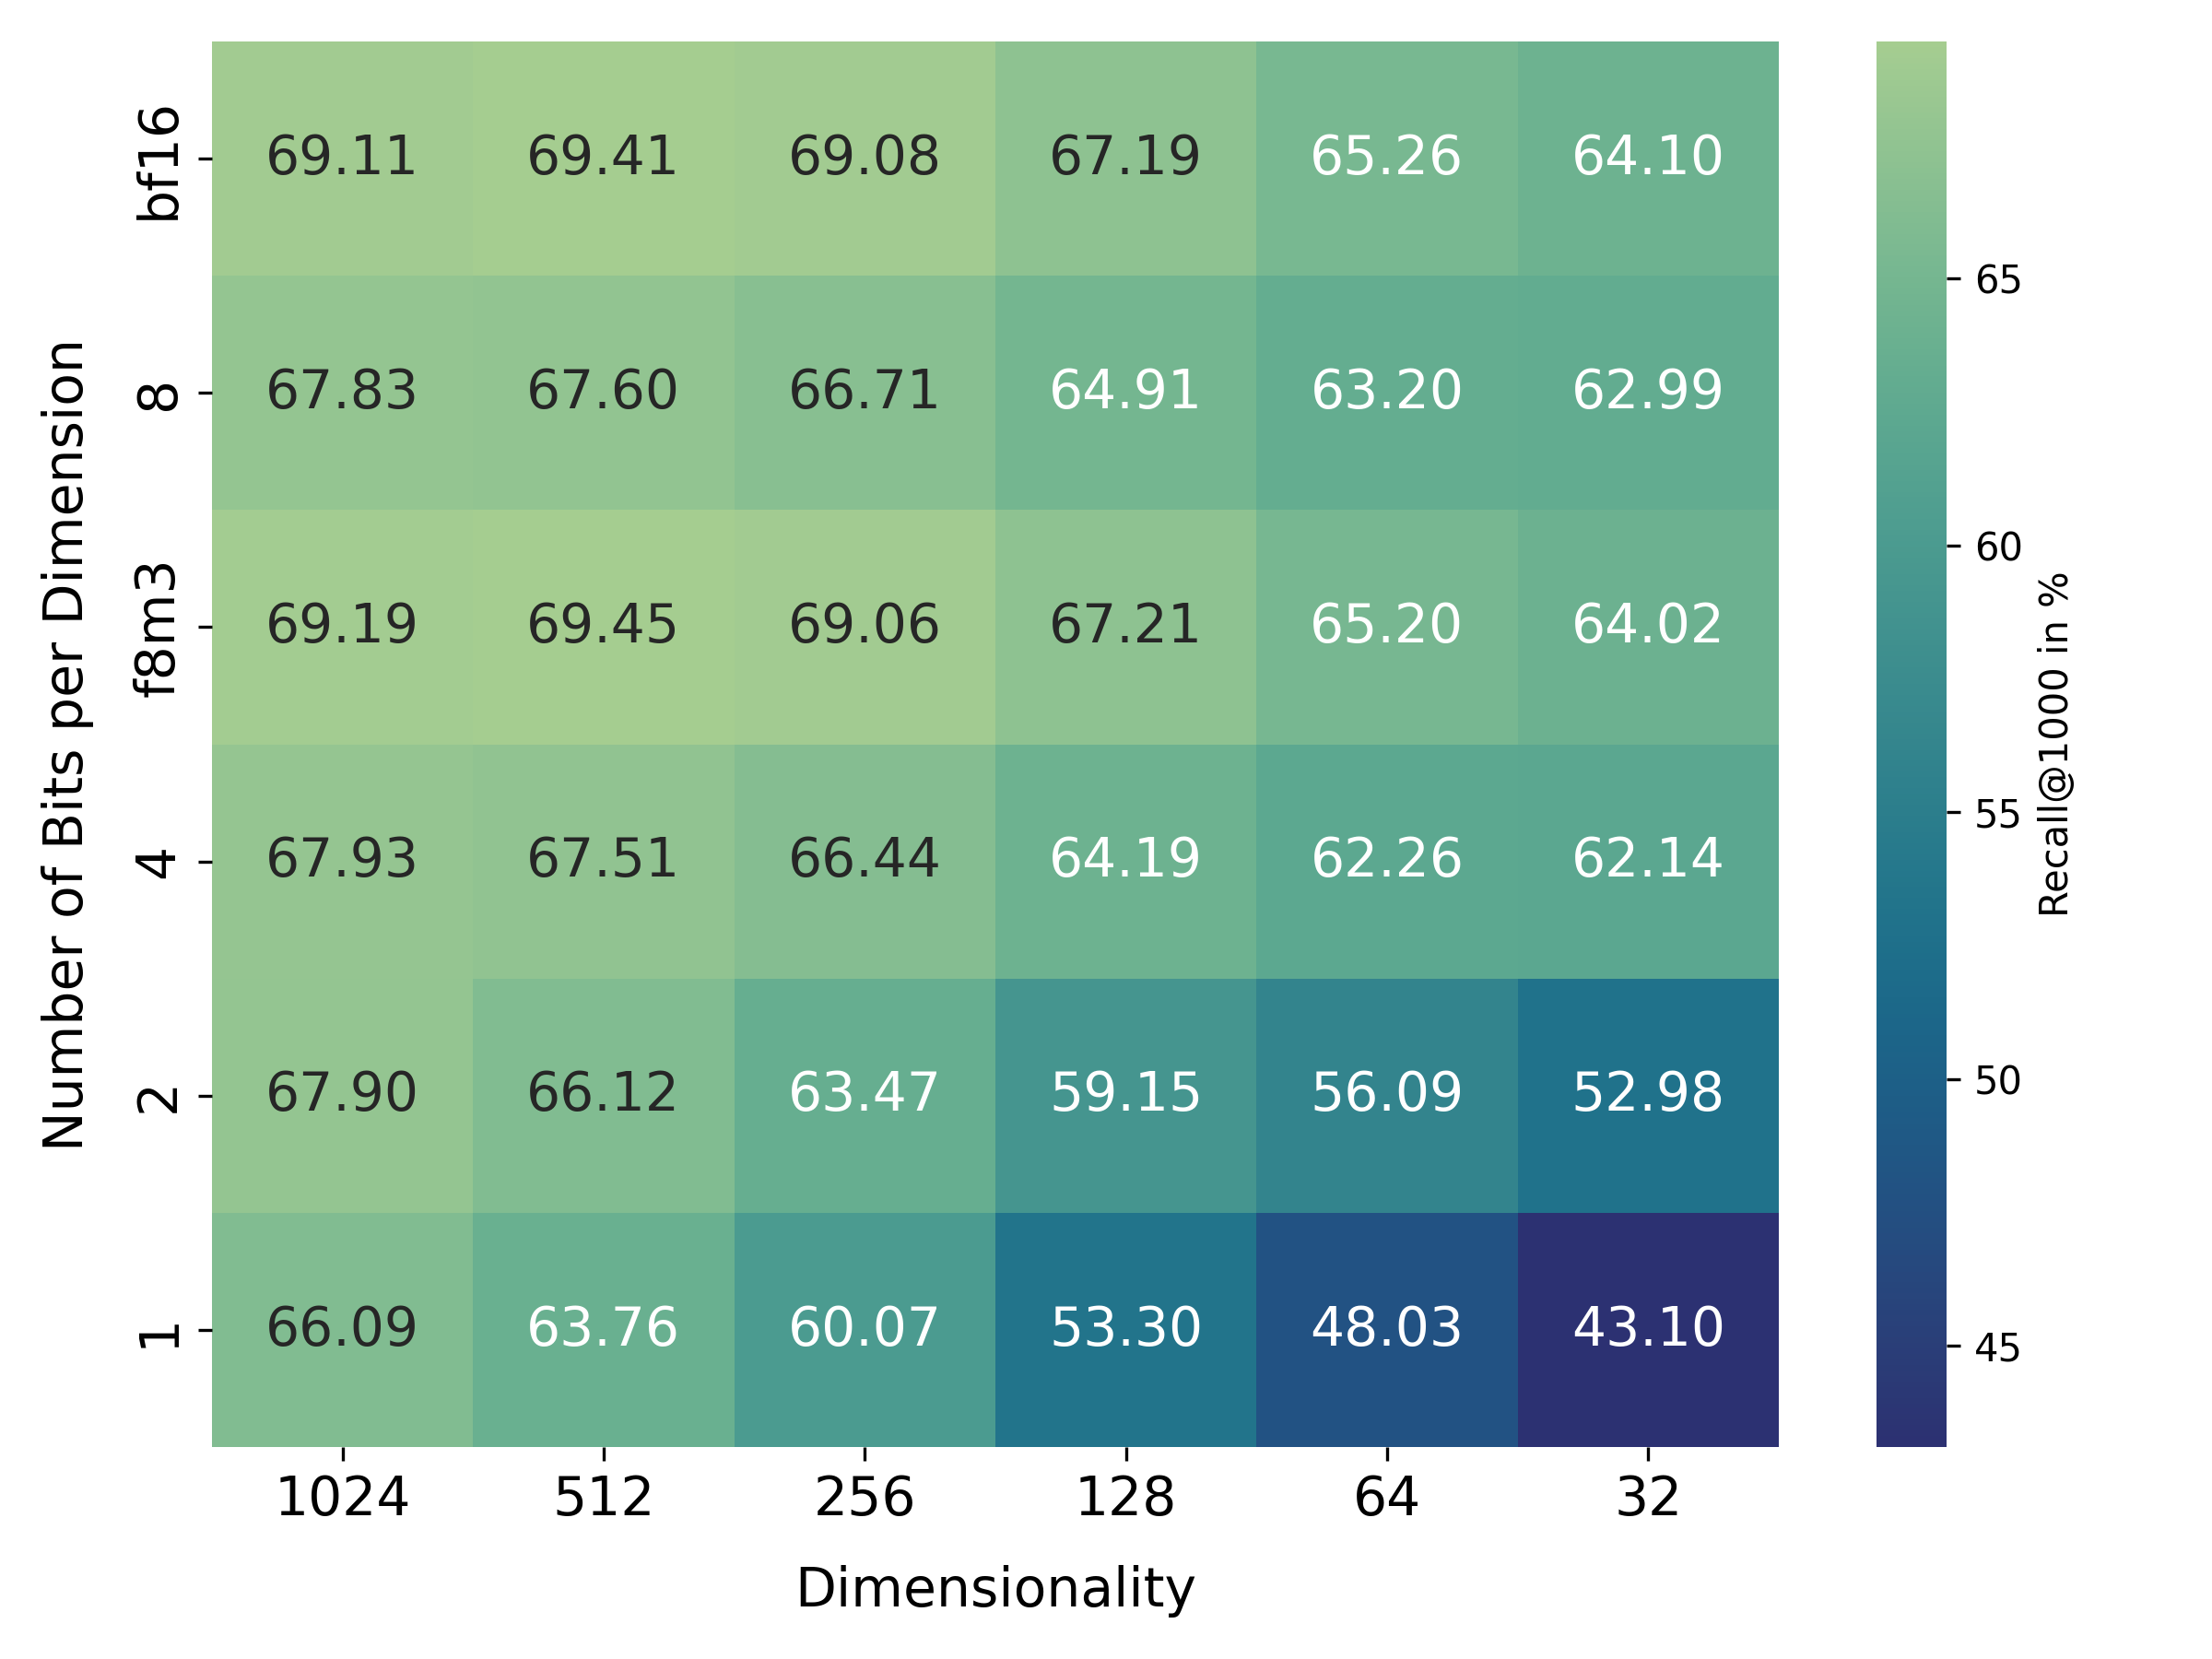 Number of Bits per Dimension
bf16 69.11 69.41 69.08 67.19 65.26 64.10
8 67.83 67.60 66.71 64.91 63.20 62.99
f8m3 69.19 69.45 69.06 67.21 65.20 64.02
4 67.93 67.51 66.44 64.19 62.26 62.14
2 67.90 66.12 63.47 59.15 56.09 52.98
1 66.09 63.76 60.07 53.30 48.03 43.10
1024 512 256 128 64 32
Dimensionality
65
60
55
50
45
Recall@1000 in %